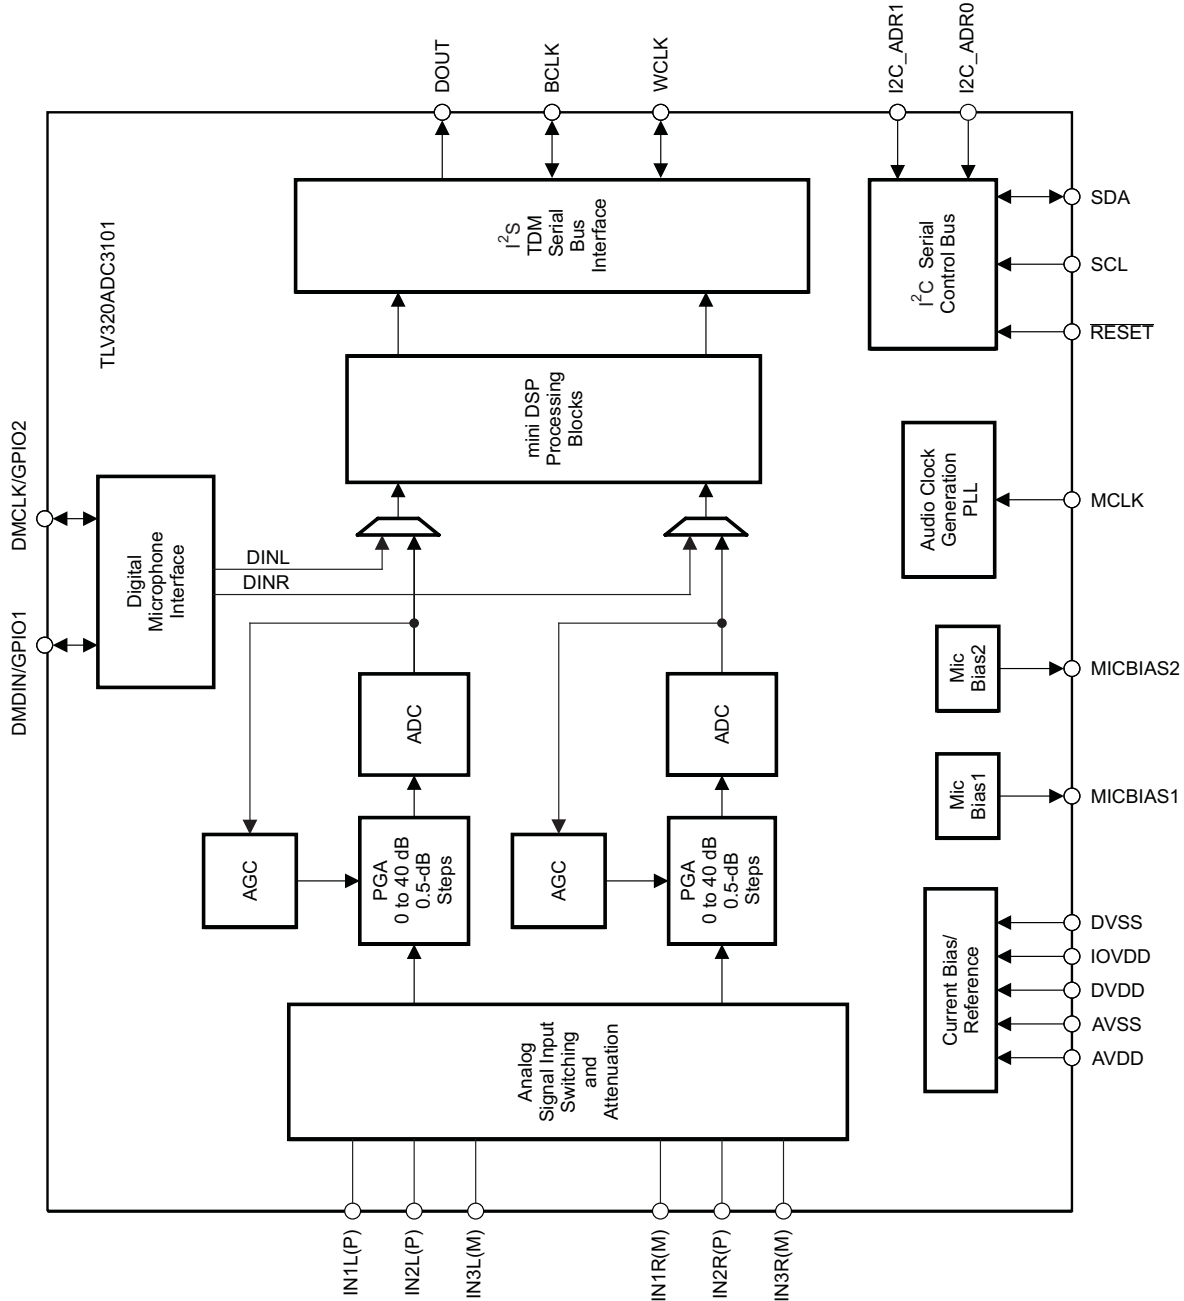 DMDIN/GPIO1
DMCLK/GPIO2
TLV320ADC3101
Digital
Microphone
Interface
DINL
DINR
AGC
PGA
0 to 40 dB
0.5-dB
Steps
ADC
AGC
PGA
0 to 40 dB
0.5-dB
Steps
ADC
Analog
Signal Input
Switching
and
Attenuation
IN1L(P)
IN2L(P)
IN3L(M)
IN1R(M)
IN2R(P)
IN3R(M)
mini DSP
Processing
Blocks
I²S
TDM
Serial
Bus
Interface
DOUT
BCLK
WCLK
I2C_ADR1
I2C_ADR0
I²C Serial
Control Bus
SDA
SCL
RESET
Audio Clock
Generation
PLL
MCLK
Mic
Bias2
MICBIAS2
Mic
Bias1
MICBIAS1
Current Bias/
Reference
DVSS
IOVDD
DVDD
AVSS
AVDD